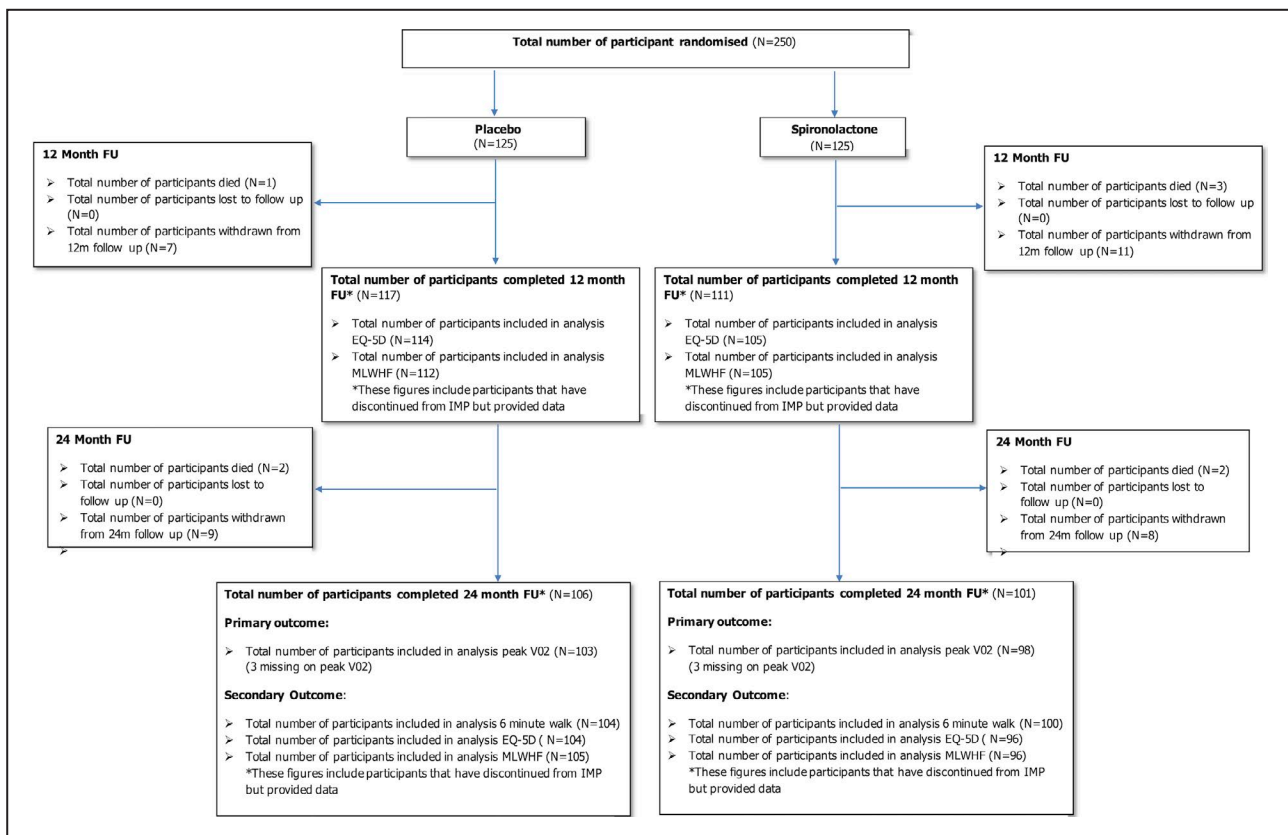 Total number of participant randomised (N=250)
Placebo
(N=125)
Spironolactone
(N=125)
12 Month FU
➢ Total number of participants died (N=1)
➢ Total number of participants lost to follow up
(N=0)
➢ Total number of participants withdrawn from
12m follow up (N=7)
12 Month FU
➢ Total number of participants died (N=3)
➢ Total number of participants lost to follow up
(N=0)
➢ Total number of participants withdrawn from
12m follow up (N=11)
Total number of participants completed 12 month
FU* (N=117)
➢ Total number of participants included in analysis
EQ-5D (N=114)
➢ Total number of participants included in analysis
MLWHF (N=112)
*These figures include participants that have
discontinued from IMP but provided data
Total number of participants completed 12 month
FU* (N=111)
➢ Total number of participants included in analysis
EQ-5D (N=105)
➢ Total number of participants included in analysis
MLWHF (N=105)
*These figures include participants that have
discontinued from IMP but provided data
24 Month FU
➢ Total number of participants died (N=2)
➢ Total number of participants lost to
follow up (N=0)
➢ Total number of participants withdrawn
from 24m follow up (N=9)
➢
24 Month FU
➢ Total number of participants died (N=2)
➢ Total number of participants lost to
follow up (N=0)
➢ Total number of participants withdrawn
from 24m follow up (N=8)
➢
Total number of participants completed 24 month FU* (N=106)
Primary outcome:
➢ Total number of participants included in analysis peak V02 (N=103)
(3 missing on peak V02)
Secondary Outcome:
➢ Total number of participants included in analysis 6 minute walk (N=104)
➢ Total number of participants included in analysis EQ-5D ( N=104)
➢ Total number of participants included in analysis MLWHF (N=105)
*These figures include participants that have discontinued from IMP
but provided data
Total number of participants completed 24 month FU* (N=101)
Primary outcome:
➢ Total number of participants included in analysis peak V02 (N=98)
(3 missing on peak V02)
Secondary Outcome:
➢ Total number of participants included in analysis 6 minute walk (N=100)
➢ Total number of participants included in analysis EQ-5D (N=96)
➢ Total number of participants included in analysis MLWHF (N=96)
*These figures include participants that have discontinued from IMP
but provided data